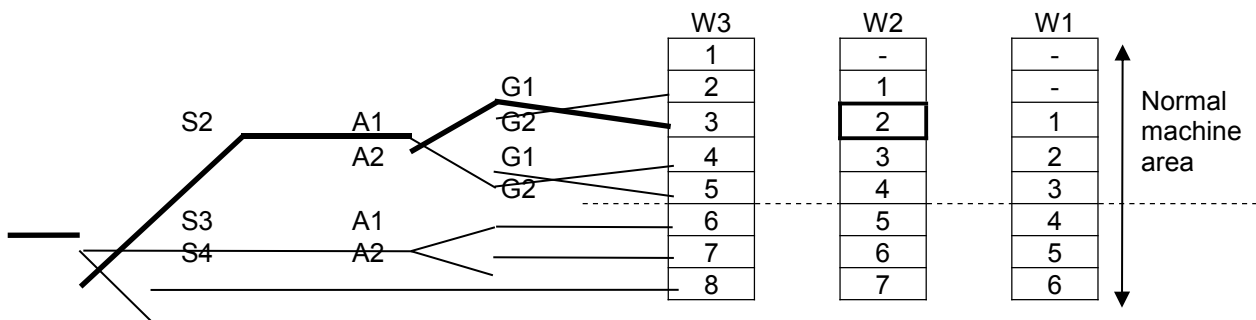 W3 W2 W1
1 - -
G1 2 1 -
S2 A1 G2 3 2 1 Normal
machine
A2 G1 4 3 2 area
G2 5 4 3
S3 A1 6 5 4
S4 A2 7 6 5
8 7 6